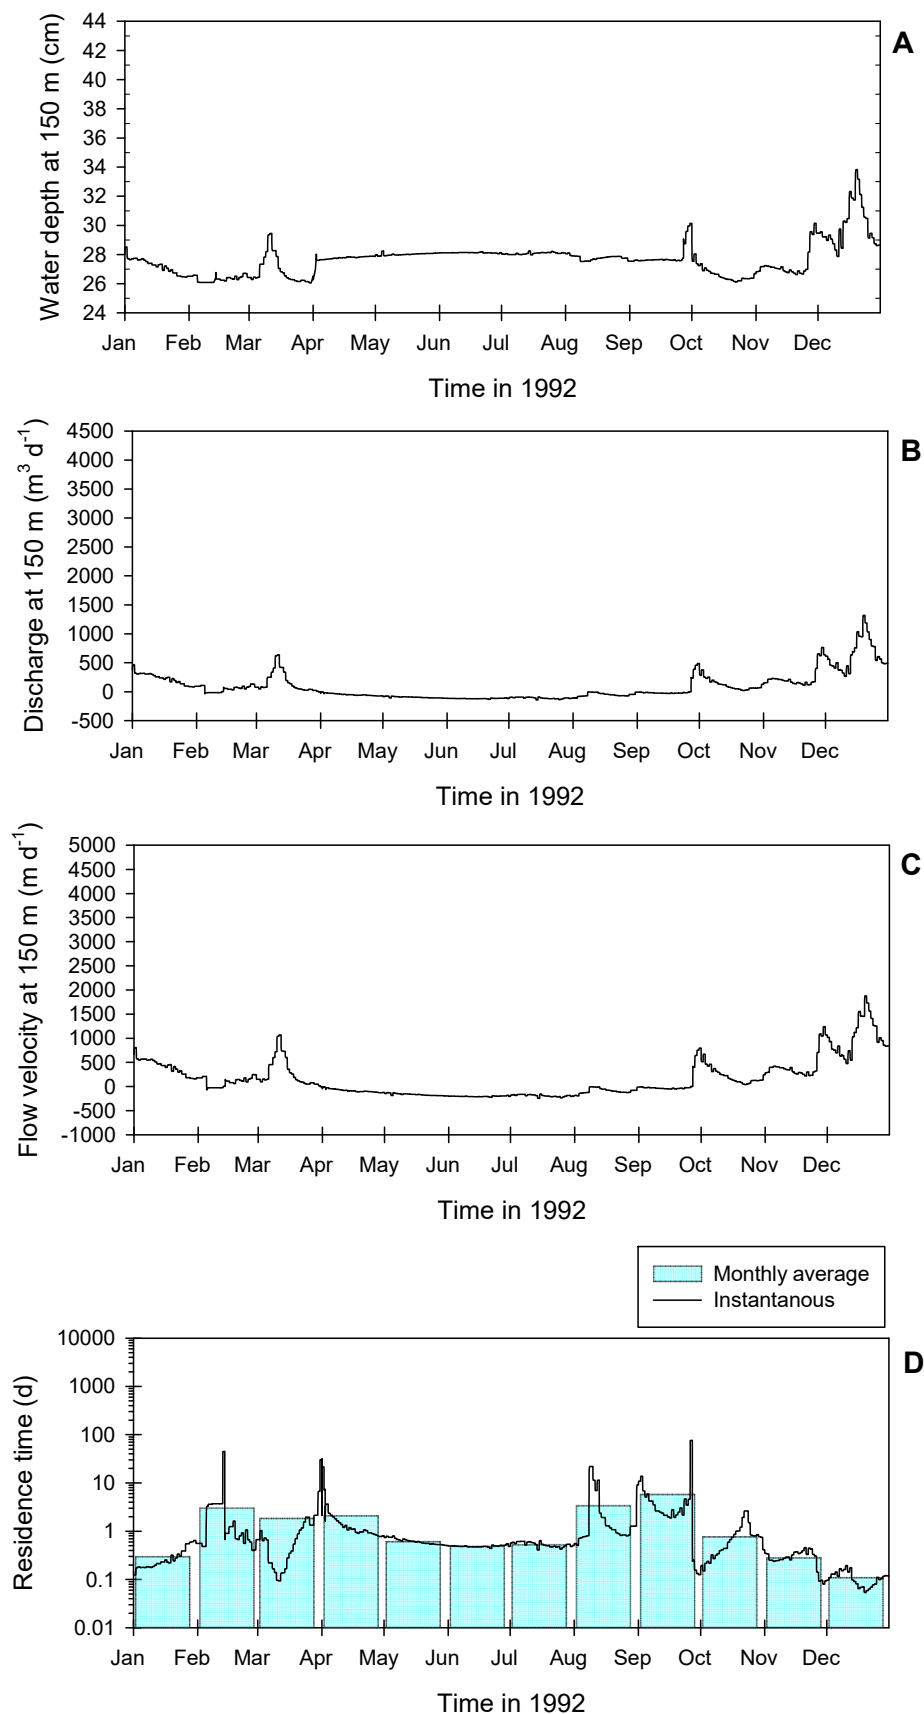 A
Water depth at 150 m (cm)
44
42
40
38
36
34
32
30
28
26
24
Jan Feb Mar Apr May Jun Jul Aug Sep Oct Nov Dec
Time in 1992
B
Discharge at 150 m (m³ d⁻¹)
4500
4000
3500
3000
2500
2000
1500
1000
500
0
-500
Jan Feb Mar Apr May Jun Jul Aug Sep Oct Nov Dec
Time in 1992
C
Flow velocity at 150 m (m d⁻¹)
5000
4500
4000
3500
3000
2500
2000
1500
1000
500
0
-500
-1000
Jan Feb Mar Apr May Jun Jul Aug Sep Oct Nov Dec
Time in 1992
Monthly average
Instantanous
D
Residence time (d)
10000
1000
100
10
1
0.1
0.01
Jan Feb Mar Apr May Jun Jul Aug Sep Oct Nov Dec
Time in 1992